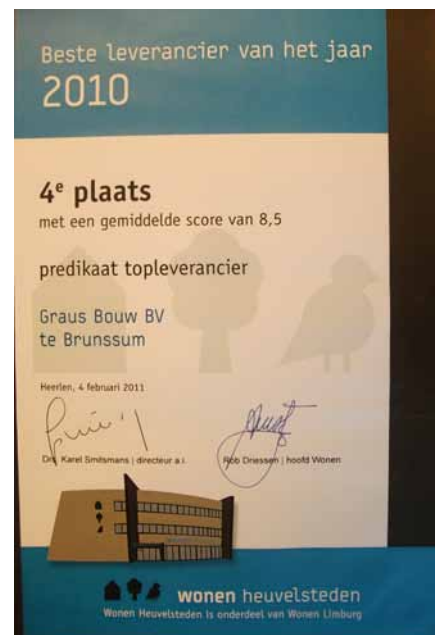 Beste leverancier van het jaar
2010
4e plaats
met een gemiddelde score van 8,5
predikaat topleverancier
Graus Bouw BV
te Brunssum
Heerlen, 4 februari 2011
Drs. Karel Smitsmans | directeur a.i.
Rob Driessen | hoofd Wonen
wonen heuvelsteden
Wonen Heuvelsteden is onderdeel van Wonen Limburg